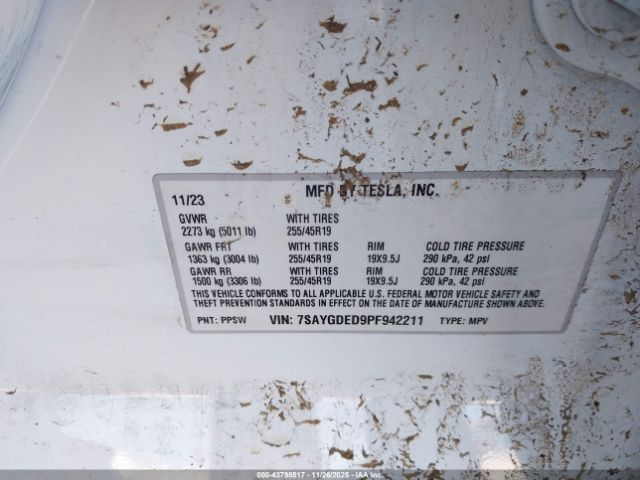 MFD BY TESLA, INC.
11/23
GVWR WITH TIRES
2273 kg (5011 lb) 255/45R19
GAWR FRT WITH TIRES RIM COLD TIRE PRESSURE
1363 kg (3004 lb) 255/45R19 19X9.5J 290 kPa, 42 psi
GAWR RR WITH TIRES RIM COLD TIRE PRESSURE
1500 kg (3306 lb) 255/45R19 19X9.5J 290 kPa, 42 psi
THIS VEHICLE CONFORMS TO ALL APPLICABLE U.S. FEDERAL MOTOR VEHICLE SAFETY AND
THEFT PREVENTION STANDARDS IN EFFECT ON THE DATE OF MANUFACTURE SHOWN ABOVE.
PNT: PPSW VIN: 7SAYGDED9PF942211 TYPE: MPV
000-43798517 • 11/26/2025 • IAAI.COM